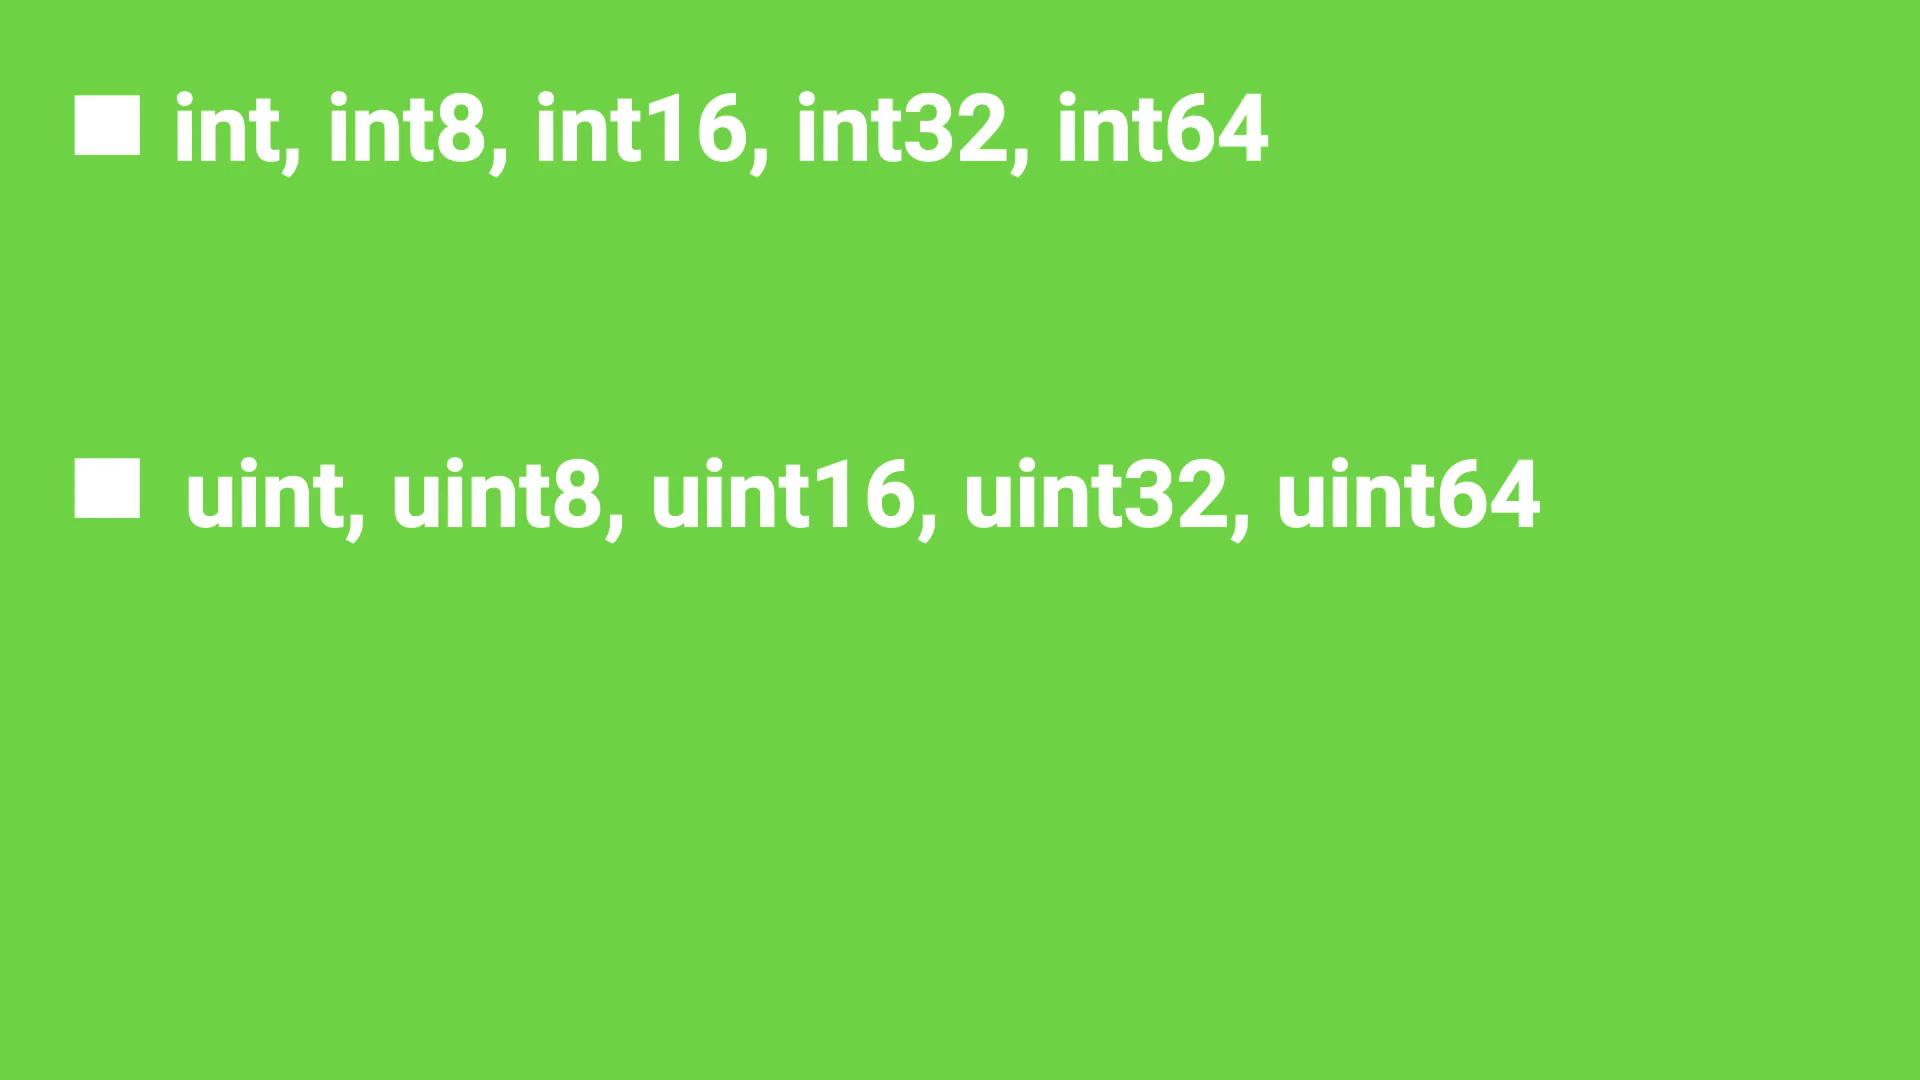 int, int8, int16, int32, int64
uint, uint8, uint16, uint32, uint64